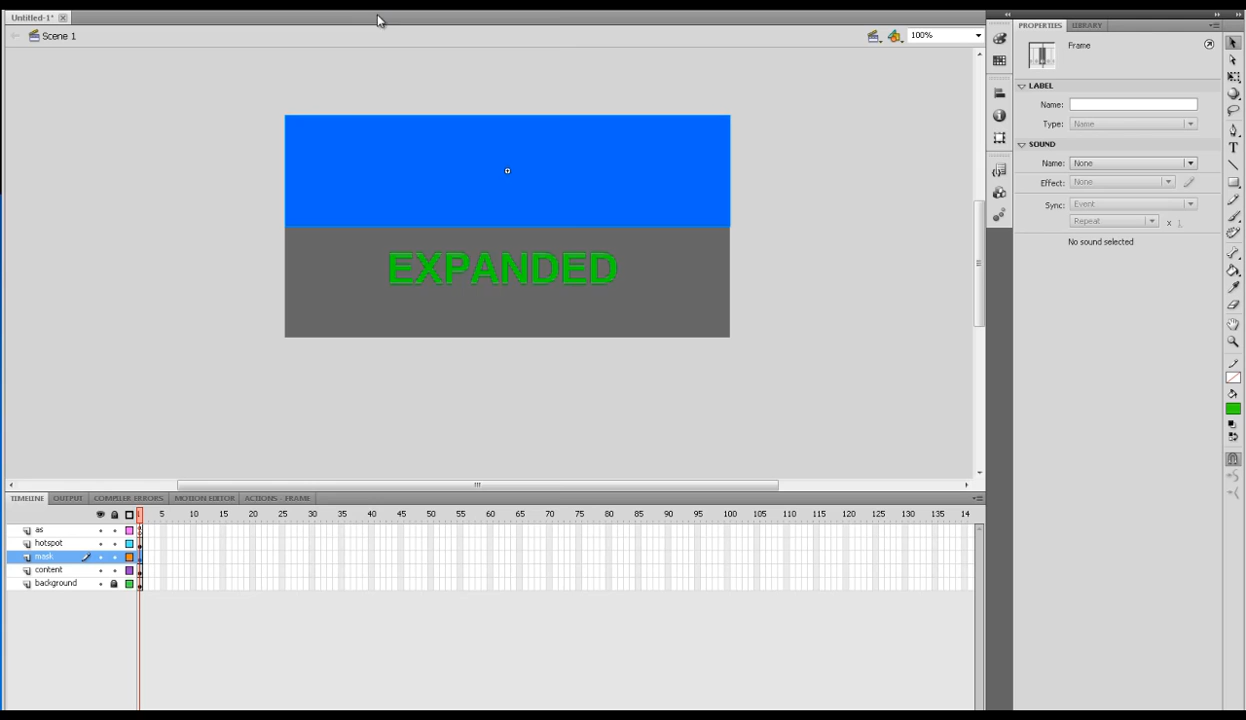 Untitled-1*
Scene 1
100%
PROPERTIES
LIBRARY
Frame
LABEL
Name:
Type: Name
SOUND
Name: None
Effect: None
Sync: Event
Repeat x 1
No sound selected
EXPANDED
TIMELINE
OUTPUT
COMPILER ERRORS
MOTION EDITOR
ACTIONS - FRAME
1 5 10 15 20 25 30 35 40 45 50 55 60 65 70 75 80 85 90 95 100 105 110 115 120 125 130 135 14
as
hotspot
mask
content
background